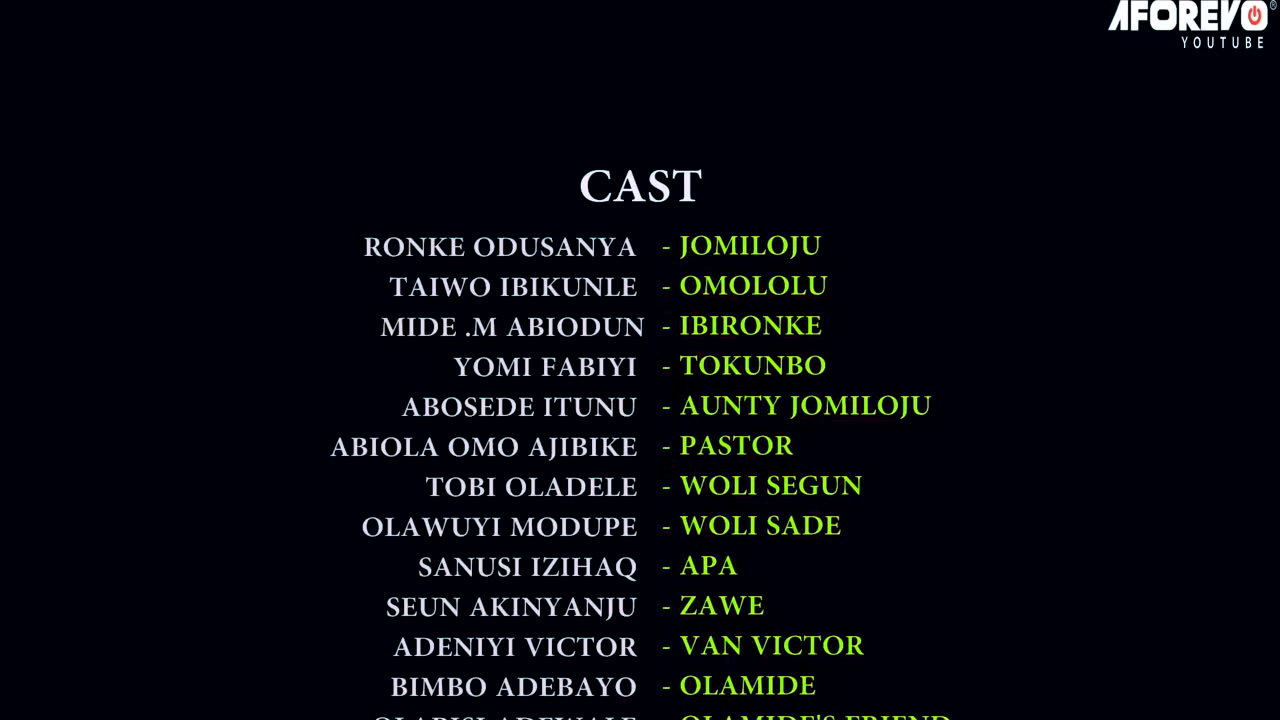 AFOREVO®
YOUTUBE
CAST
RONKE ODUSANYA - JOMILOJU
TAIWO IBIKUNLE - OMOLOLU
MIDE .M ABIODUN - IBIRONKE
YOMI FABIYI - TOKUNBO
ABOSEDE ITUNU - AUNTY JOMILOJU
ABIOLA OMO AJIBIKE - PASTOR
TOBI OLADELE - WOLI SEGUN
OLAWUYI MODUPE - WOLI SADE
SANUSI IZIHAQ - APA
SEUN AKINYANJU - ZAWE
ADENIYI VICTOR - VAN VICTOR
BIMBO ADEBAYO - OLAMIDE
OLAMIDE'S FRIEND